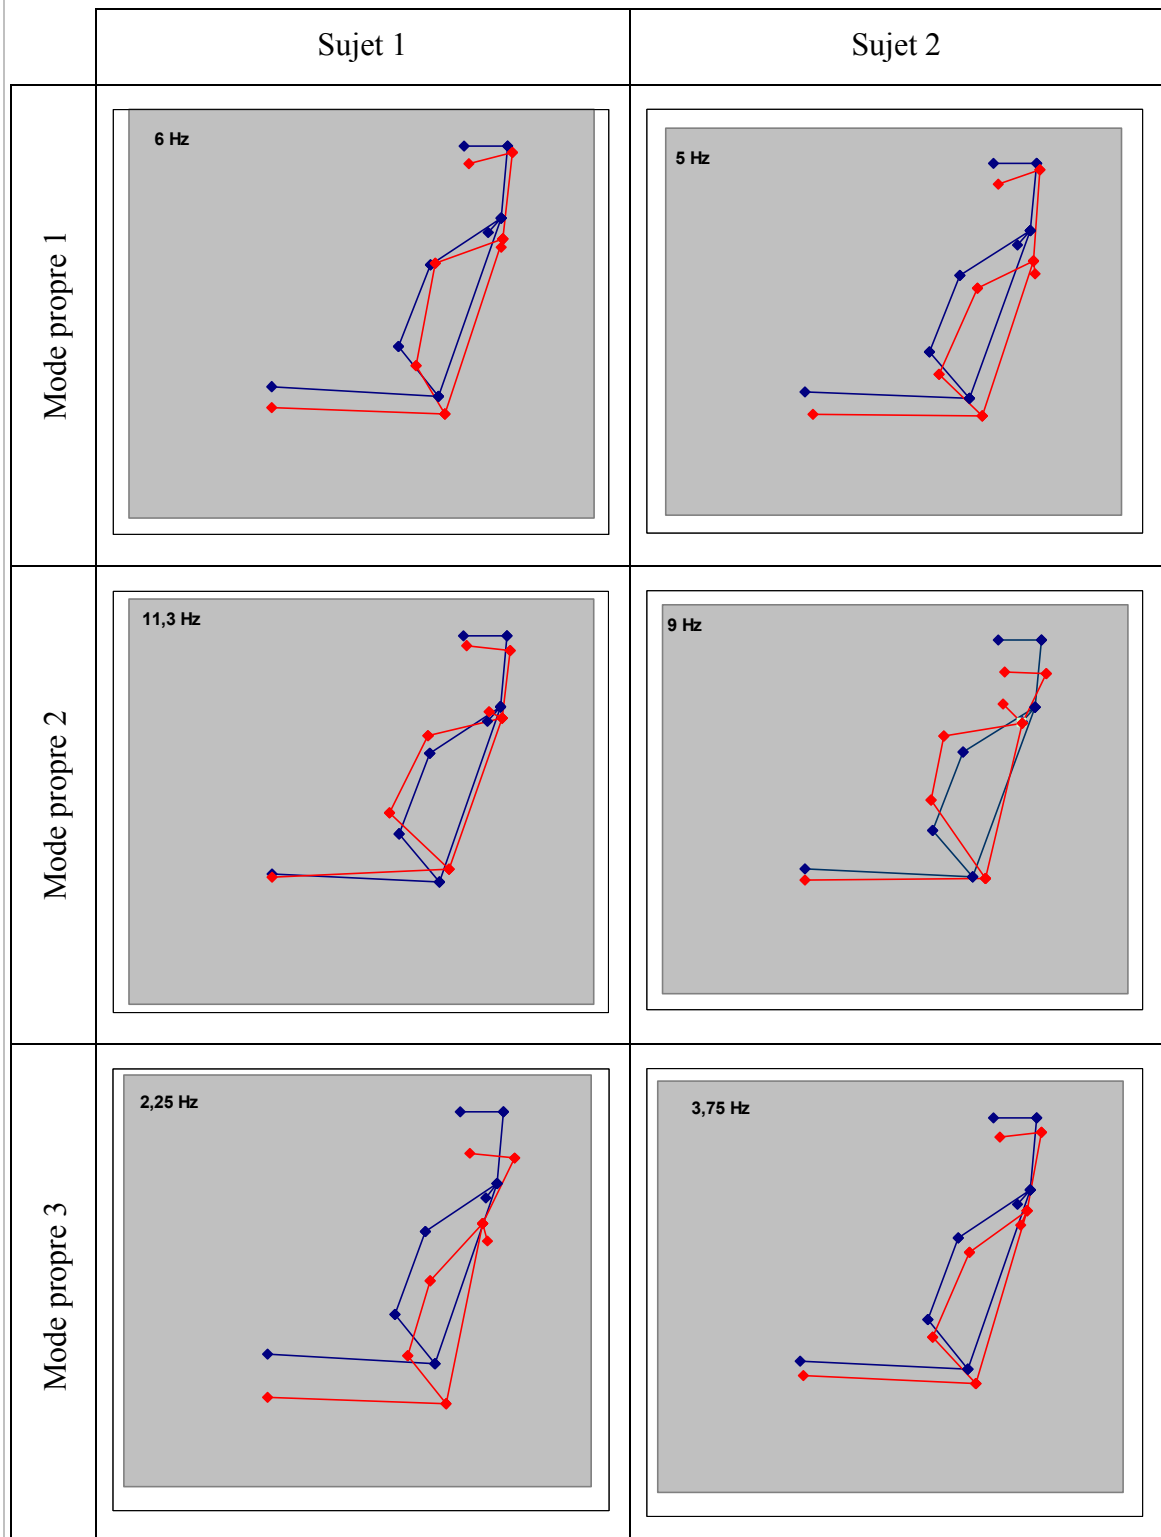 Sujet 1
Sujet 2
Mode propre 1
6 Hz
5 Hz
Mode propre 2
11,3 Hz
9 Hz
Mode propre 3
2,25 Hz
3,75 Hz